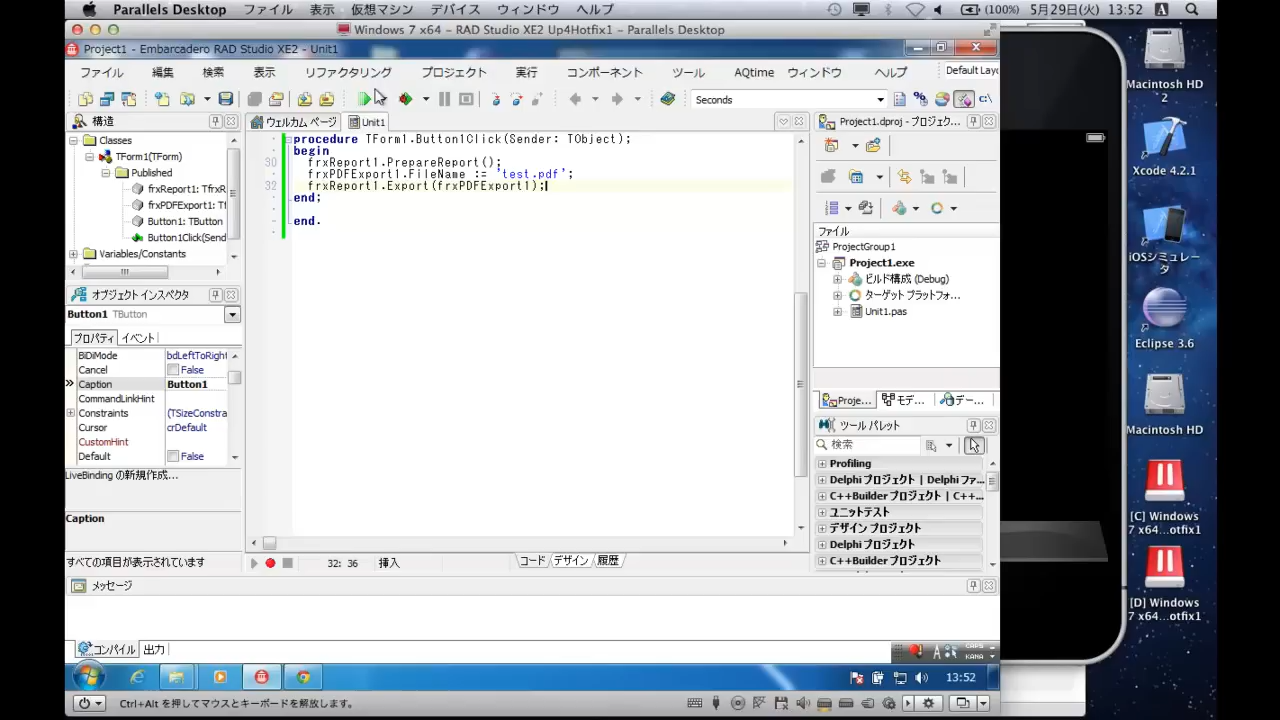 Parallels Desktop ファイル 表示 仮想マシン デバイス ウィンドウ ヘルプ (100%) 5月29日(火) 13:52 A
Windows 7 x64 – RAD Studio XE2 Up4Hotfix1 – Parallels Desktop
Project1 - Embarcadero RAD Studio XE2 - Unit1
ファイル 編集 検索 表示 リファクタリング プロジェクト 実行 コンポーネント ツール AQtime ウィンドウ ヘルプ Default Layo
Seconds
構造
ウェルカム ページ Unit1
Project1.dproj - プロジェク...
Classes
TForm1(TForm)
Published
frxReport1: Tfrx
frxPDFExport1: Tf
Button1: TButton
Button1Click(Send
Variables/Constants
procedure TForm1.Button1Click(Sender: TObject);
begin
30 frxReport1.PrepareReport();
frxPDFExport1.FileName := 'test.pdf';
32 frxReport1.Export(frxPDFExport1);
end;
end.
ファイル
ProjectGroup1
Project1.exe
ビルド構成 (Debug)
ターゲット プラットフォ...
Unit1.pas
オブジェクト インスペクタ
Button1 TButton
プロパティ イベント
BiDiMode bdLeftToRight
Cancel False
Caption Button1
CommandLinkHint
Constraints (TSizeConstra
Cursor crDefault
CustomHint
Default False
LiveBinding の新規作成...
Caption
すべての項目が表示されています
32: 36 挿入
コード デザイン 履歴
Proje... モデ... デー...
ツール パレット
検索
Profiling
Delphi プロジェクト | Delphi ファ...
C++Builder プロジェクト | C++...
ユニットテスト
デザイン プロジェクト
Delphi プロジェクト
C++Builder プロジェクト
メッセージ
コンパイル 出力
A CAPS
KANA
13:52
Ctrl+Alt を押してマウスとキーボードを解放します。
Macintosh HD
2
Xcode 4.2.1
iOSシミュレー
タ
Eclipse 3.6
Macintosh HD
[C] Windows
7 x64...otfix1
[D] Windows
7 x64...otfix1